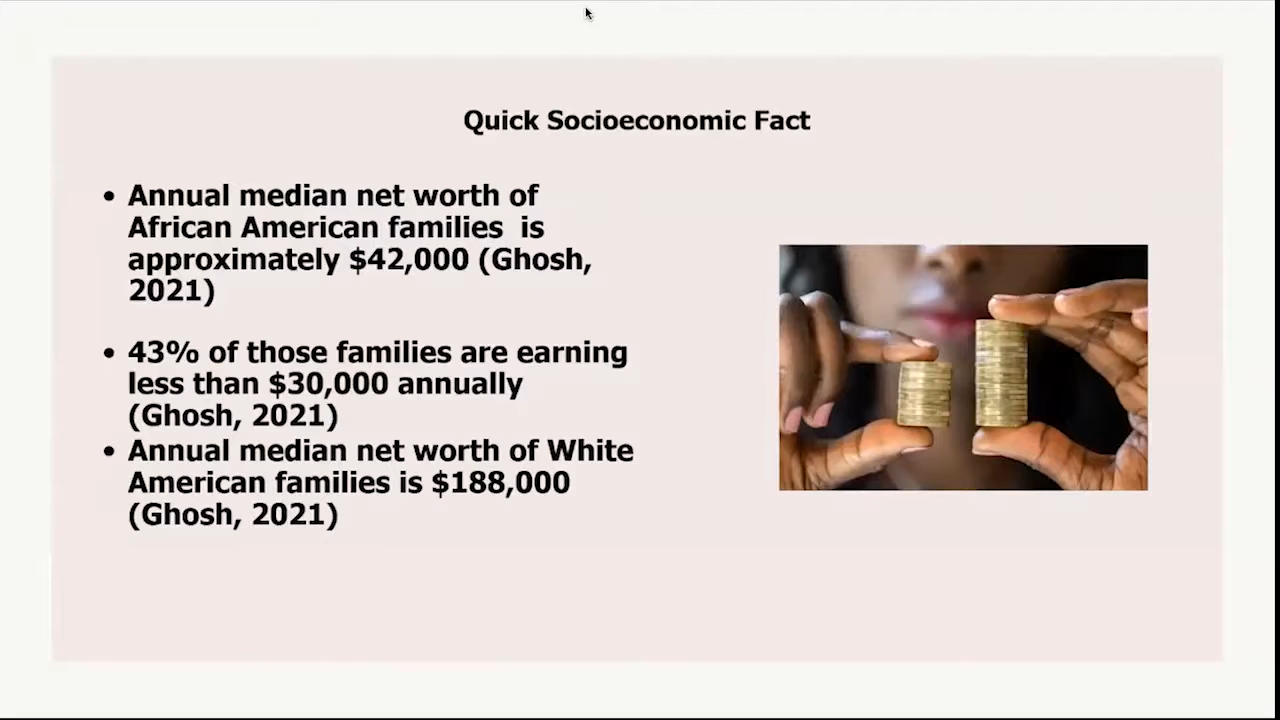 Quick Socioeconomic Fact
• Annual median net worth of
African American families  is
approximately $42,000 (Ghosh,
2021)
• 43% of those families are earning
less than $30,000 annually
(Ghosh, 2021)
• Annual median net worth of White
American families is $188,000
(Ghosh, 2021)